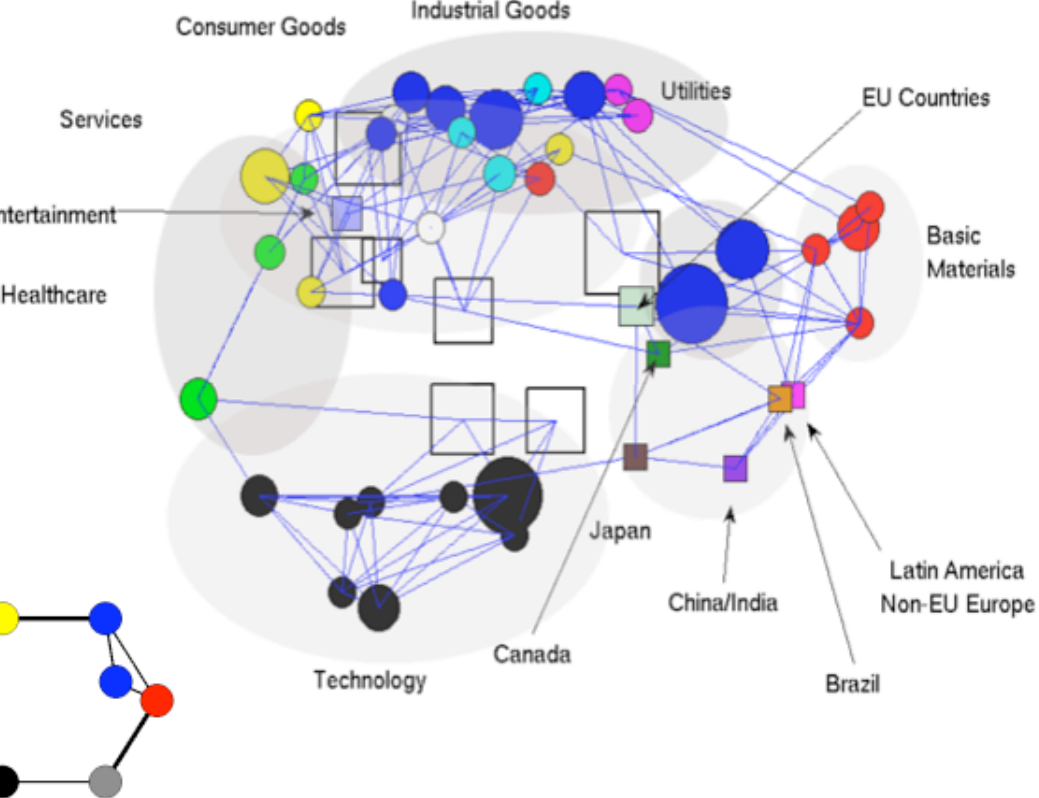 Industrial Goods
Consumer Goods
Utilities
EU Countries
Services
ntertainment
Basic
Materials
Healthcare
Japan
Latin America
Non-EU Europe
China/India
Canada
Technology
Brazil